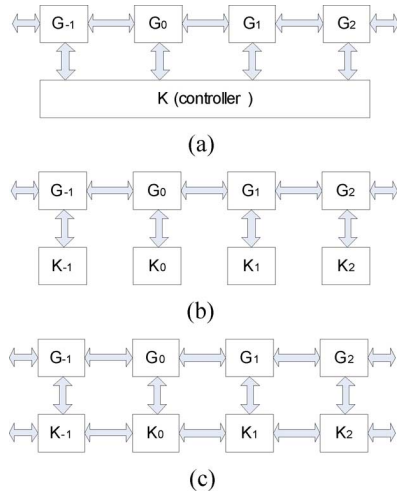 G-1 G0 G1 G2
K (controller )
(a)
G-1 G0 G1 G2
K-1 K0 K1 K2
(b)
G-1 G0 G1 G2
K-1 K0 K1 K2
(c)